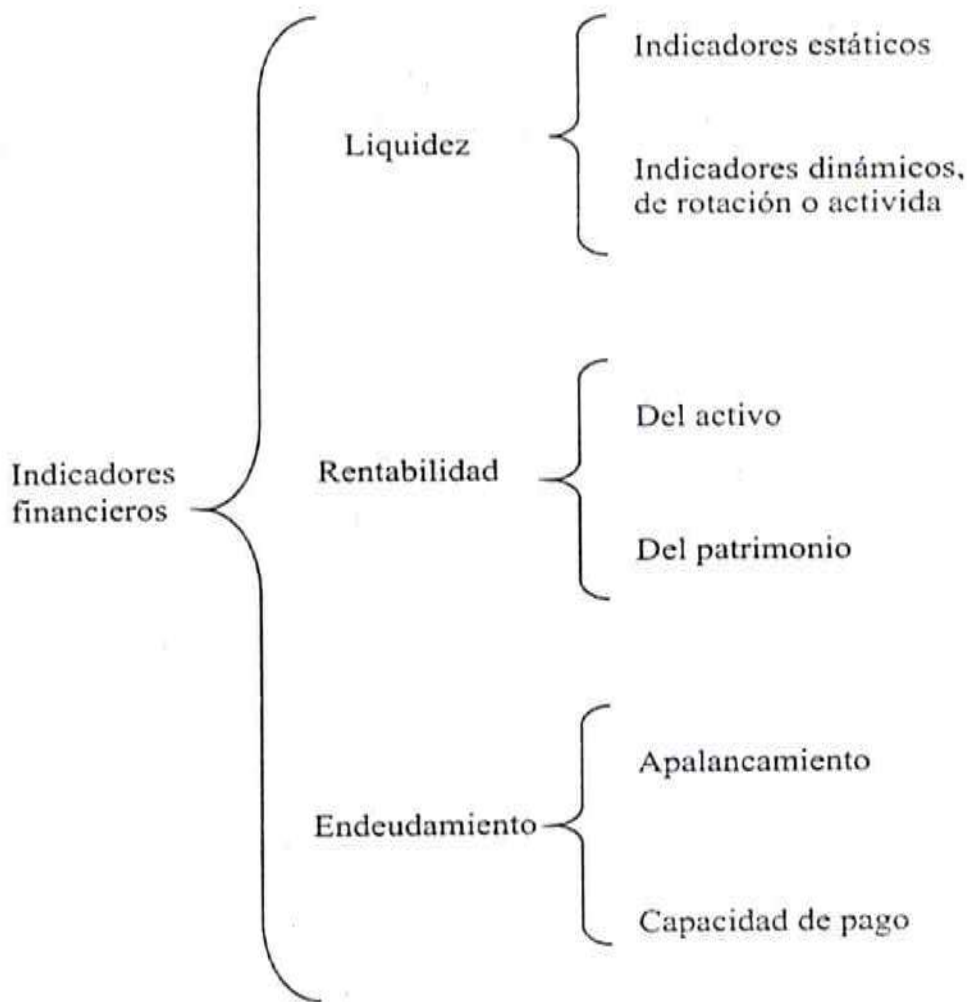 Indicadores
financieros
Liquidez
Indicadores estáticos
Indicadores dinámicos,
de rotación o activida
Rentabilidad
Del activo
Del patrimonio
Endeudamiento
Apalancamiento
Capacidad de pago